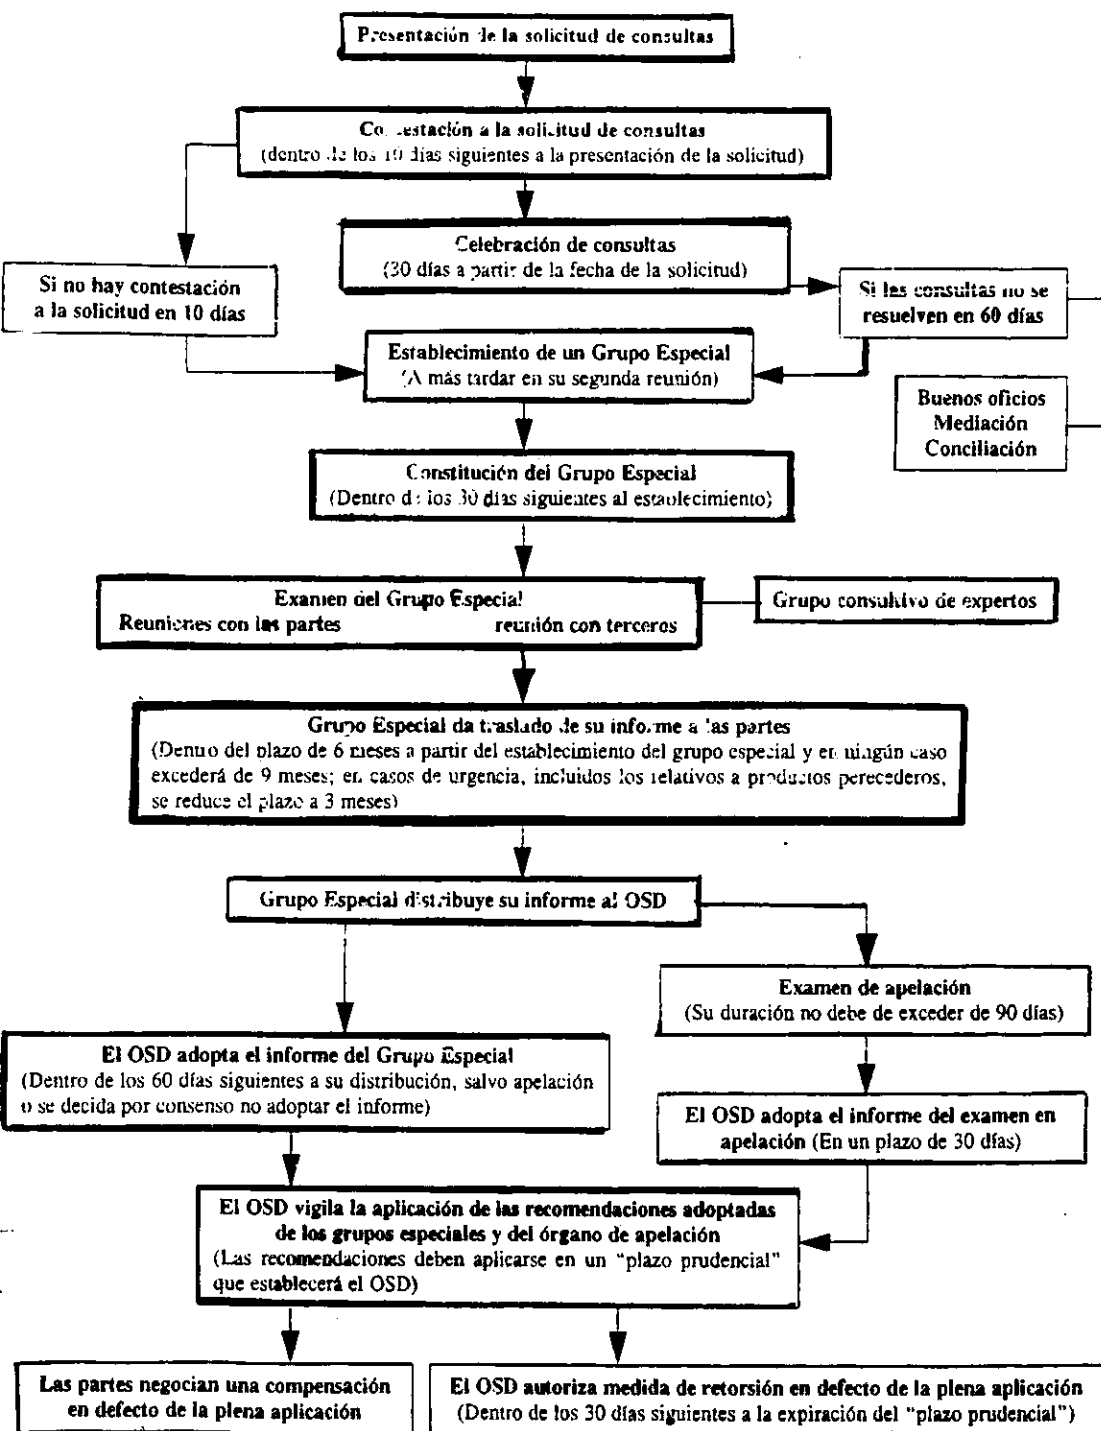 Presentación de la solicitud de consultas
Contestación a la solicitud de consultas
(dentro de los 10 días siguientes a la presentación de la solicitud)
Celebración de consultas
(30 días a partir de la fecha de la solicitud)
Si no hay contestación
a la solicitud en 10 días
Si las consultas no se
resuelven en 60 días
Establecimiento de un Grupo Especial
(A más tardar en su segunda reunión)
Buenos oficios
Mediación
Conciliación
Constitución del Grupo Especial
(Dentro de los 30 días siguientes al establecimiento)
Examen del Grupo Especial
Reuniones con las partes reunión con terceros
Grupo consultivo de expertos
Grupo Especial da traslado de su informe a las partes
(Dentro del plazo de 6 meses a partir del establecimiento del grupo especial y en ningún caso
excederá de 9 meses; en casos de urgencia, incluidos los relativos a productos perecederos,
se reduce el plazo a 3 meses)
Grupo Especial distribuye su informe al OSD
Examen de apelación
(Su duración no debe de exceder de 90 días)
El OSD adopta el informe del Grupo Especial
(Dentro de los 60 días siguientes a su distribución, salvo apelación
o se decida por consenso no adoptar el informe)
El OSD adopta el informe del examen en
apelación (En un plazo de 30 días)
El OSD vigila la aplicación de las recomendaciones adoptadas
de los grupos especiales y del órgano de apelación
(Las recomendaciones deben aplicarse en un "plazo prudencial"
que establecerá el OSD)
Las partes negocian una compensación
en defecto de la plena aplicación
El OSD autoriza medida de retorsión en defecto de la plena aplicación
(Dentro de los 30 días siguientes a la expiración del "plazo prudencial")